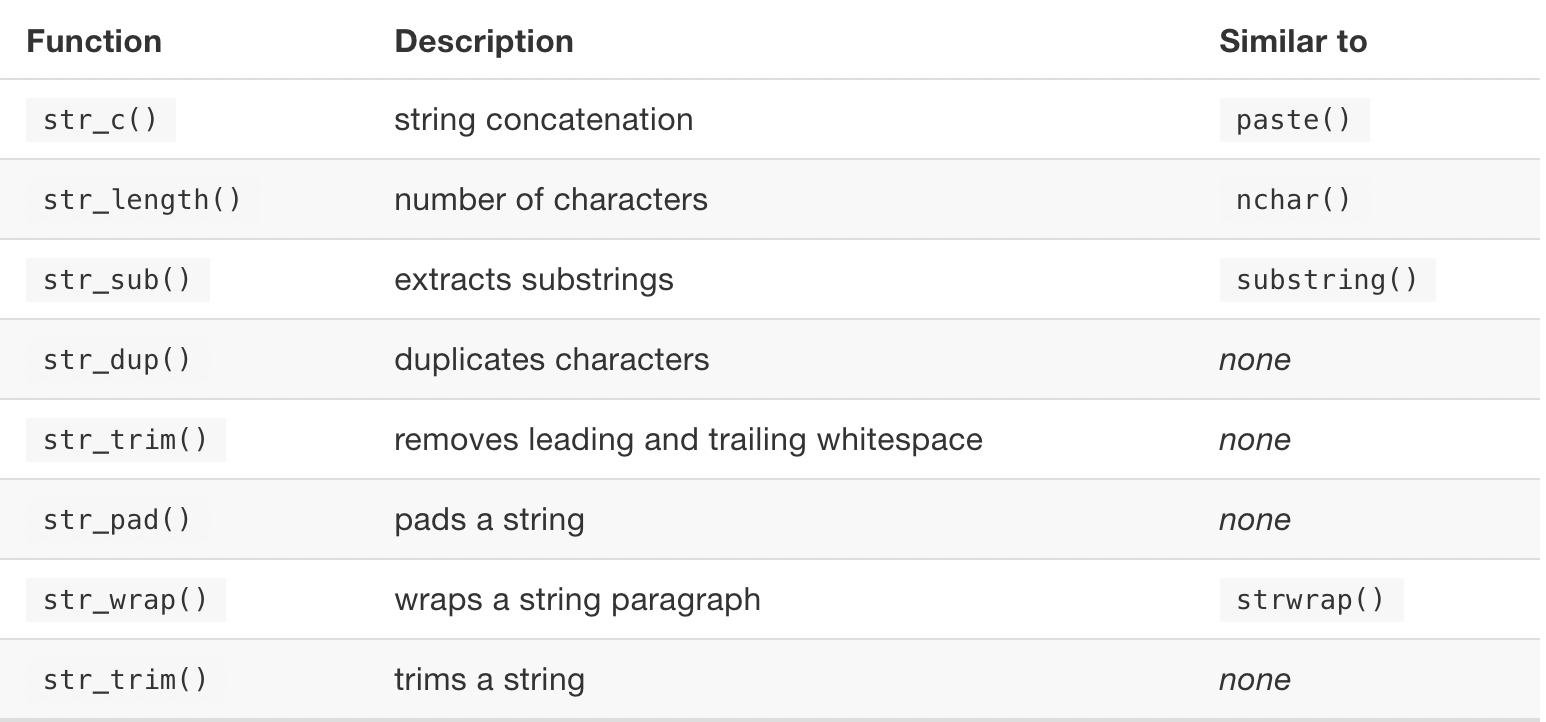 Function Description Similar to
str_c() string concatenation paste()
str_length() number of characters nchar()
str_sub() extracts substrings substring()
str_dup() duplicates characters none
str_trim() removes leading and trailing whitespace none
str_pad() pads a string none
str_wrap() wraps a string paragraph strwrap()
str_trim() trims a string none